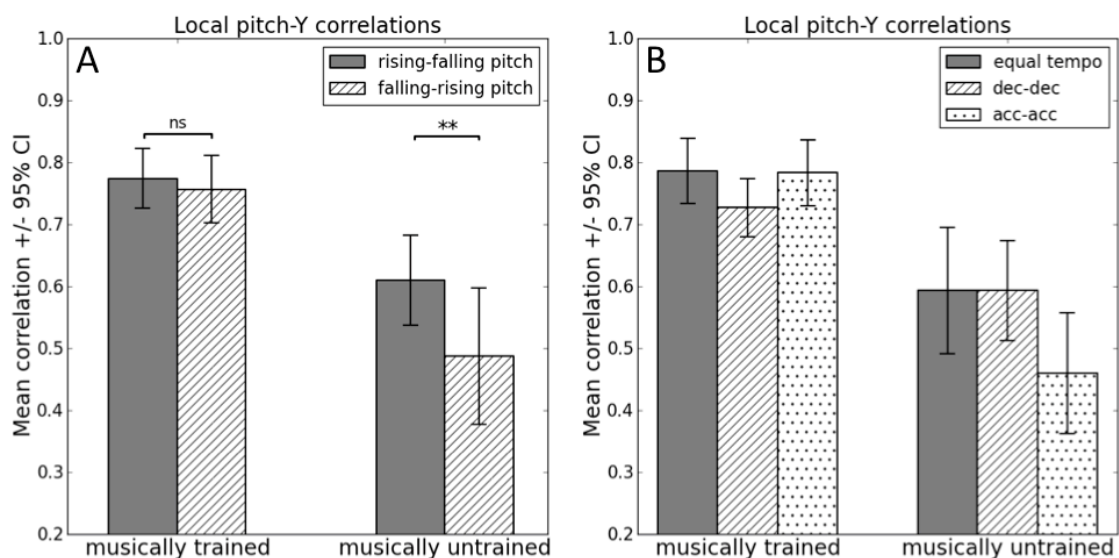 Local pitch-Y correlations
A
rising-falling pitch
falling-rising pitch
ns
**
Mean correlation +/- 95% CI
1.0
0.9
0.8
0.7
0.6
0.5
0.4
0.3
0.2
musically trained
musically untrained
Local pitch-Y correlations
B
equal tempo
dec-dec
acc-acc
Mean correlation +/- 95% CI
1.0
0.9
0.8
0.7
0.6
0.5
0.4
0.3
0.2
musically trained
musically untrained